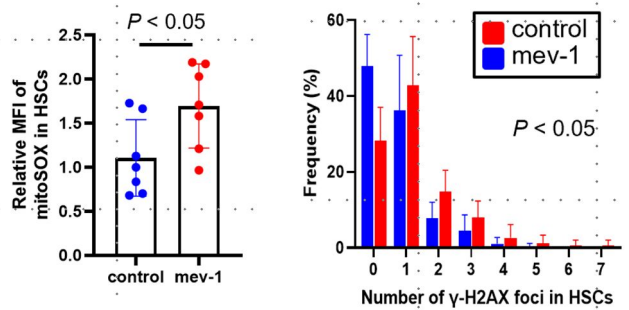 P < 0.05
2.5
2.0
1.5
1.0
0.5
0.0
Relative MFI of
mitoSOX in HSCs
control mev-1
control
mev-1
P < 0.05
60
40
20
0
Frequency (%)
0 1 2 3 4 5 6 7
Number of γ-H2AX foci in HSCs